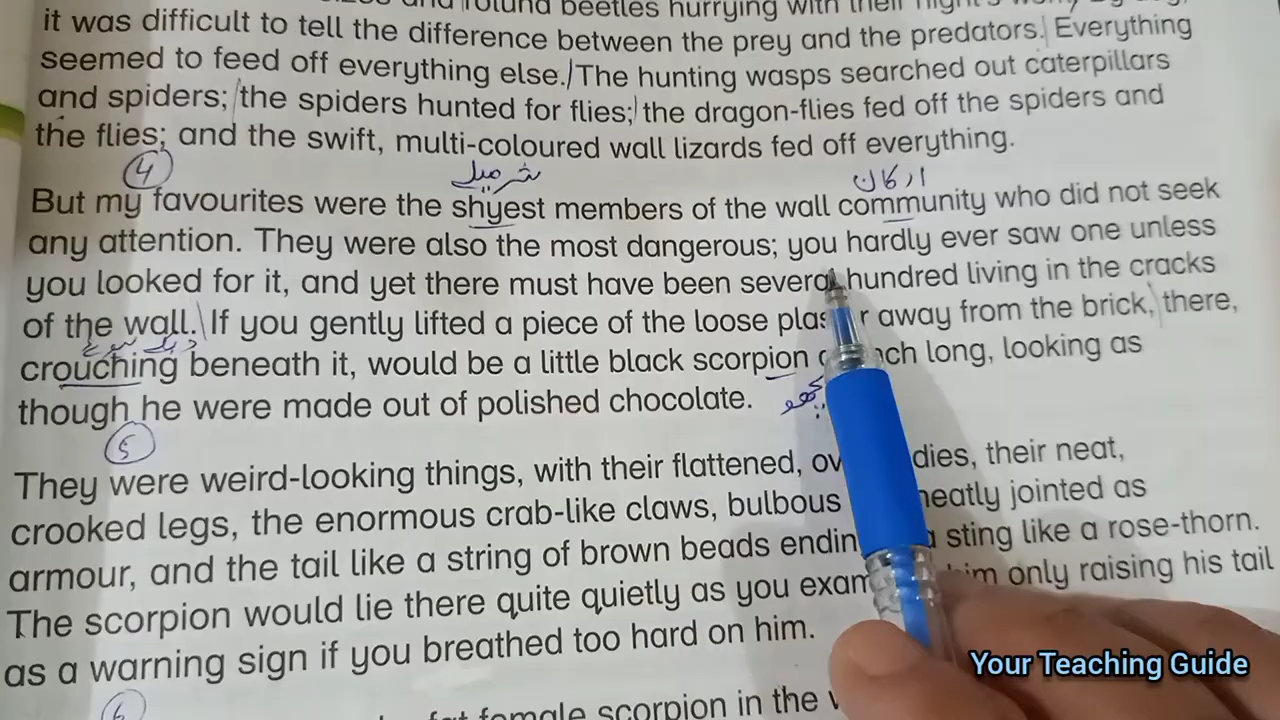 beetles hurrying with their
it was difficult to tell the difference between the prey and the predators. Everything
seemed to feed off everything else. The hunting wasps searched out caterpillars
and spiders; the spiders hunted for flies; the dragon-flies fed off the spiders and
the flies; and the swift, multi-coloured wall lizards fed off everything.
4 شرمیلے ارکان
But my favourites were the shyest members of the wall community who did not seek
any attention. They were also the most dangerous; you hardly ever saw one unless
you looked for it, and yet there must have been several hundred living in the cracks
of the wall. If you gently lifted a piece of the loose away from the brick, there,
crouching beneath it, would be a little black scorpion long, looking as
though he were made out of polished chocolate. بچھو
5
They were weird-looking things, with their flattened, their neat,
crooked legs, the enormous crab-like claws, bulbous neatly jointed as
armour, and the tail like a string of brown beads sting like a rose-thorn.
The scorpion would lie there quite quietly as you him only raising his tail
as a warning sign if you breathed too hard on him.
Your Teaching Guide
6
female scorpion in the